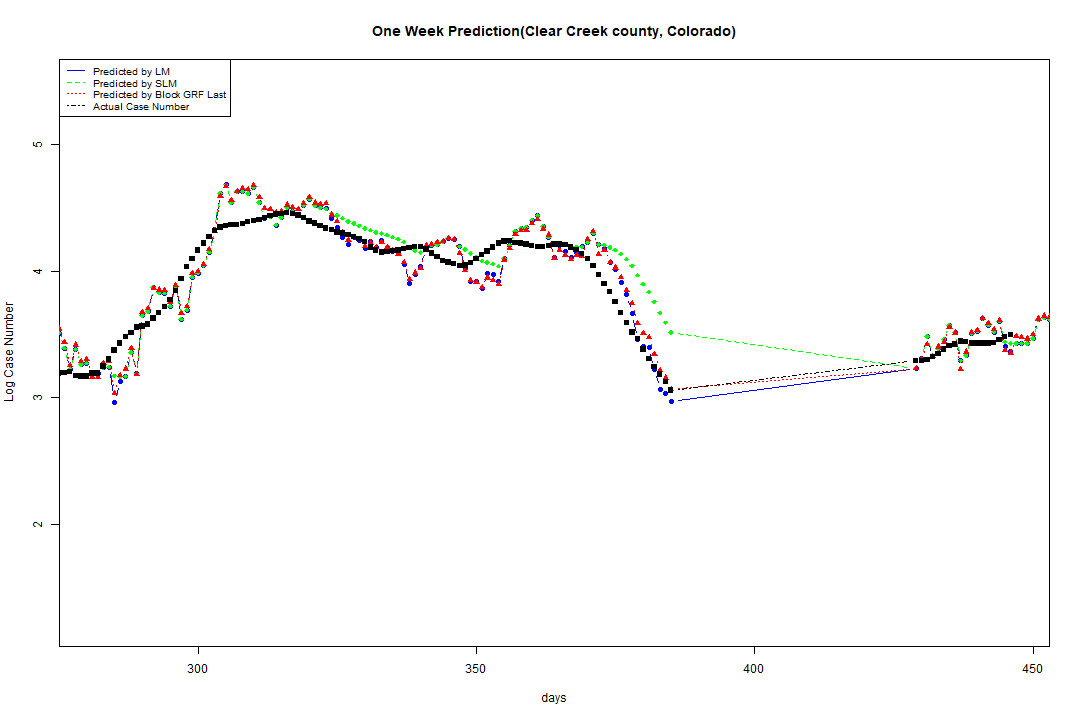 One Week Prediction(Clear Creek county, Colorado)
Predicted by LM
Predicted by SLM
Predicted by Block GRF Last
Actual Case Number
5
4
3
2
Log Case Number
300
350
400
450
days